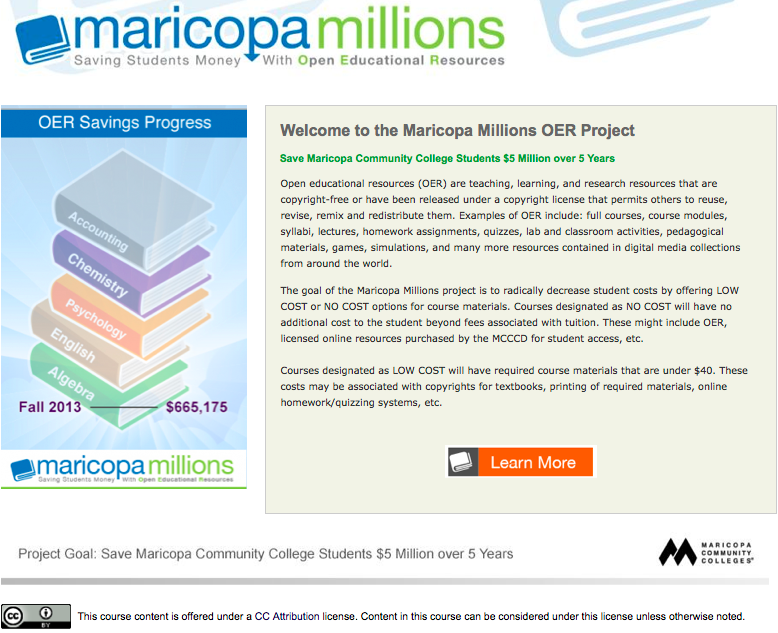 maricopa millions
Saving Students Money With Open Educational Resources
OER Savings Progress
Accounting
Chemistry
Psychology
English
Algebra
Fall 2013 $665,175
maricopa millions
Saving Students Money With Open Educational Resources
Welcome to the Maricopa Millions OER Project
Save Maricopa Community College Students $5 Million over 5 Years
Open educational resources (OER) are teaching, learning, and research resources that are
copyright-free or have been released under a copyright license that permits others to reuse,
revise, remix and redistribute them. Examples of OER include: full courses, course modules,
syllabi, lectures, homework assignments, quizzes, lab and classroom activities, pedagogical
materials, games, simulations, and many more resources contained in digital media collections
from around the world.
The goal of the Maricopa Millions project is to radically decrease student costs by offering LOW
COST or NO COST options for course materials. Courses designated as NO COST will have no
additional cost to the student beyond fees associated with tuition. These might include OER,
licensed online resources purchased by the MCCCD for student access, etc.
Courses designated as LOW COST will have required course materials that are under $40. These
costs may be associated with copyrights for textbooks, printing of required materials, online
homework/quizzing systems, etc.
Learn More
Project Goal: Save Maricopa Community College Students $5 Million over 5 Years
MARICOPA
COMMUNITY
COLLEGES®
cc BY
This course content is offered under a CC Attribution license. Content in this course can be considered under this license unless otherwise noted.